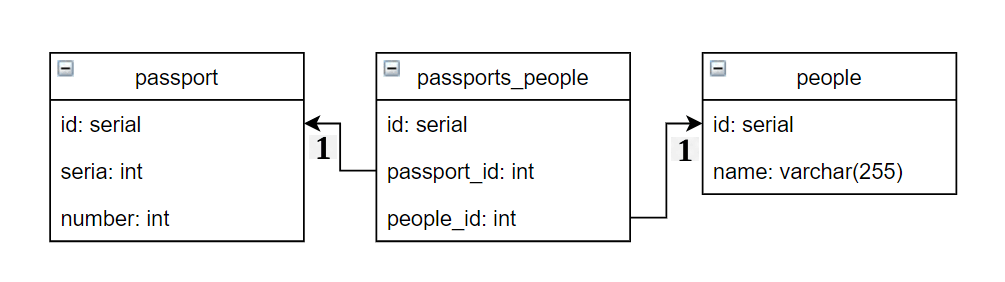 passport
id: serial
seria: int
number: int
1
passports_people
id: serial
passport_id: int
people_id: int
1
people
id: serial
name: varchar(255)